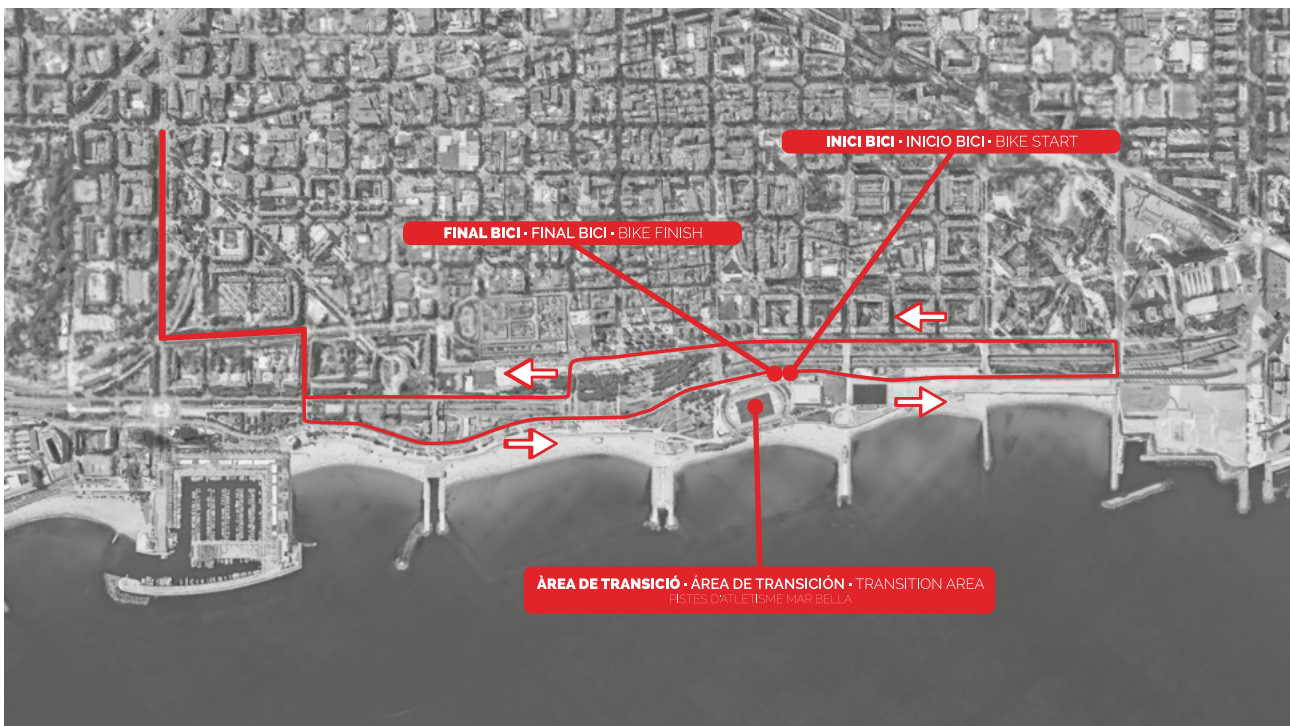 INICI BICI • INICIO BICI • BIKE START
FINAL BICI • FINAL BICI • BIKE FINISH
ÀREA DE TRANSICIÓ • ÁREA DE TRANSICIÓN • TRANSITION AREA
PISTES D'ATLETISME MAR BELLA